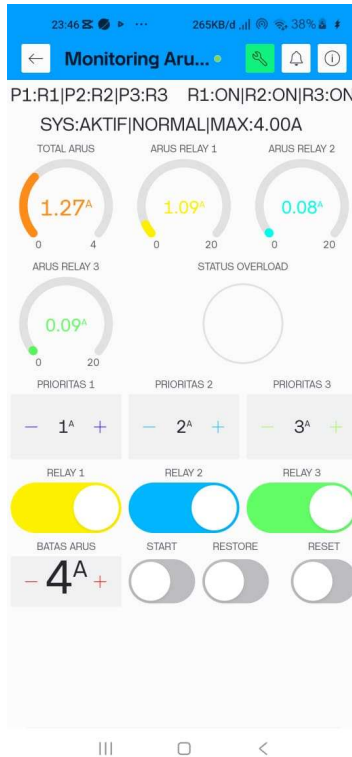 23:46 ... 265KB/d 38%
Monitoring Aru...
P1:R1|P2:R2|P3:R3 R1:ON|R2:ON|R3:ON
SYS:AKTIF|NORMAL|MAX:4.00A
TOTAL ARUS ARUS RELAY 1 ARUS RELAY 2
1.27A 1.09A 0.08A
0 4 0 20 0 20
ARUS RELAY 3 STATUS OVERLOAD
0.09A
0 20
PRIORITAS 1 PRIORITAS 2 PRIORITAS 3
− 1A + − 2A + − 3A +
RELAY 1 RELAY 2 RELAY 3
BATAS ARUS START RESTORE RESET
− 4A +